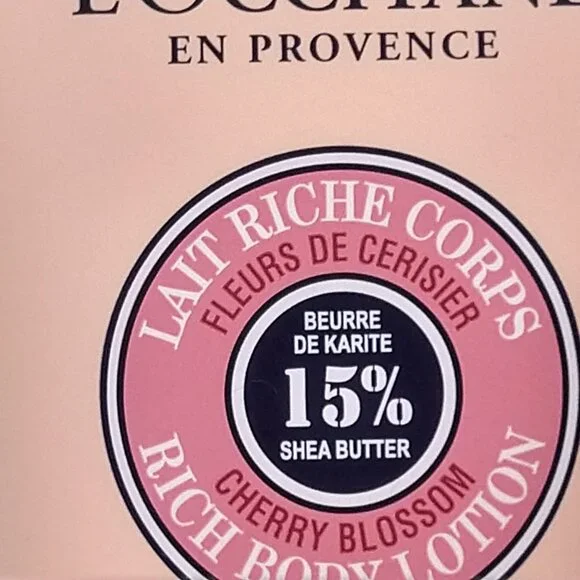 L'OCCITANE
EN PROVENCE
LAIT RICHE CORPS
FLEURS DE CERISIER
BEURRE
DE KARITE
15%
SHEA BUTTER
CHERRY BLOSSOM
RICH BODY LOTION